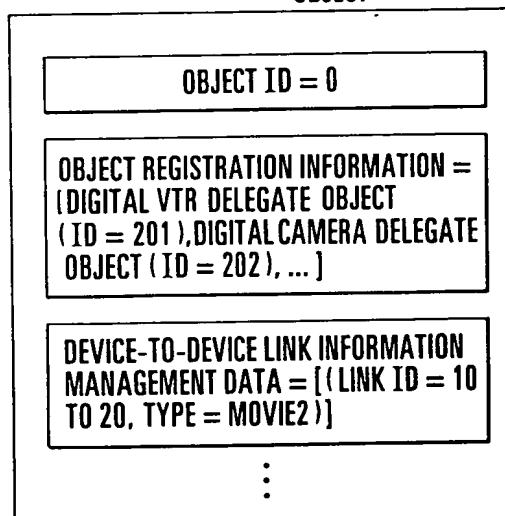 OBJECT ID = 0
OBJECT REGISTRATION INFORMATION =
(DIGITAL VTR DELEGATE OBJECT
(ID = 201), DIGITAL CAMERA DELEGATE
OBJECT (ID = 202), ... ]
DEVICE-TO-DEVICE LINK INFORMATION
MANAGEMENT DATA = [(LINK ID = 10
TO 20, TYPE = MOVIE2)]